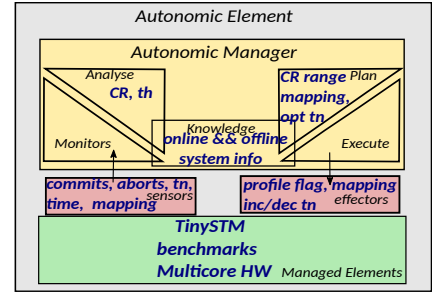 Autonomic Element
Autonomic Manager
Analyse
CR, th
CR range
Plan
mapping,
opt tn
Monitors
Knowledge
online && offline
system info
Execute
commits, aborts, tn,
time, mapping
sensors
profile flag, mapping
inc/dec tn
effectors
TinySTM
benchmarks
Multicore HW
Managed Elements